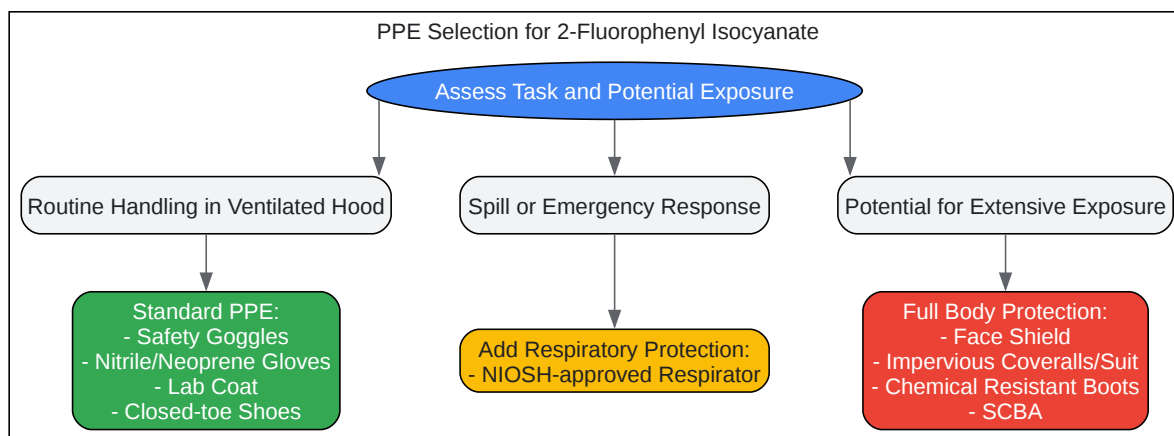 PPE Selection for 2-Fluorophenyl Isocyanate
Assess Task and Potential Exposure
Routine Handling in Ventilated Hood
Spill or Emergency Response
Potential for Extensive Exposure
Standard PPE:
- Safety Goggles
- Nitrile/Neoprene Gloves
- Lab Coat
- Closed-toe Shoes
Add Respiratory Protection:
- NIOSH-approved Respirator
Full Body Protection:
- Face Shield
- Impervious Coveralls/Suit
- Chemical Resistant Boots
- SCBA